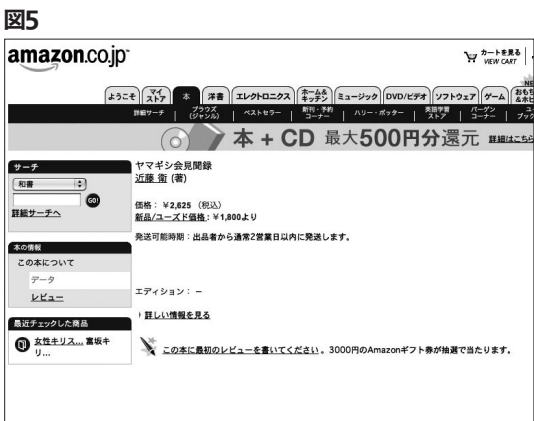 図5
amazon.co.jp
カートを見る
VIEW CART
NE
ようこそ
マイストア
本
洋書
エレクトロニクス
ホーム&キッチン
ミュージック
DVD/ビデオ
ソフトウェア
ゲーム
おもち
&ホビ
詳細サーチ
ブラウズ(ジャンル)
ベストセラー
新刊・予約コーナー
ハリー・ポッター
英語学習ストア
バーゲンコーナー
本 + CD 最大500円分還元 詳細はこちら
サーチ
和書
GO!
詳細サーチへ
ヤマギシ会見聞録
近藤 衛 (著)
価格: ¥2,625 (税込)
新品/ユーズド価格: ¥1,800より
発送可能時期: 出品者から通常2営業日以内に発送します。
本の情報
この本について
データ
レビュー
エディション: −
詳しい情報を見る
最近チェックした商品
女性キリス... 富坂キ
リ...
この本に最初のレビューを書いてください。3000円のAmazonギフト券が抽選で当たります。